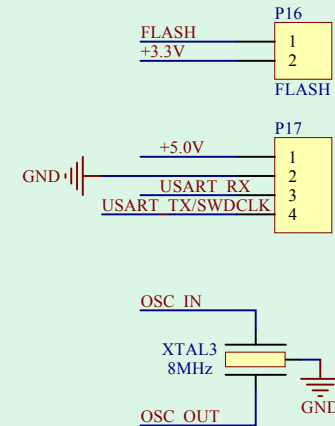 P16
FLASH 1
+3.3V 2
FLASH
P17
+5.0V 1
GND 2
USART_RX 3
USART_TX/SWDCLK 4
OSC_IN
XTAL3
8MHz
GND
OSC_OUT